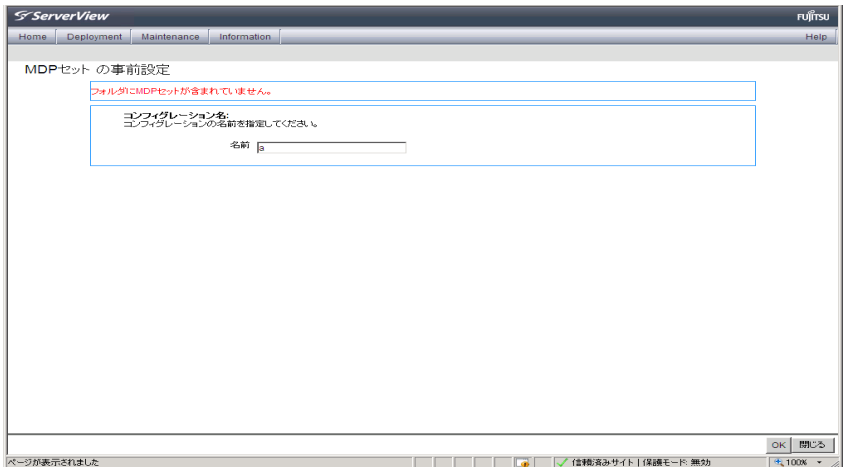 ServerView
FUJITSU
Home Deployment Maintenance Information Help
MDPセット の事前設定
フォルダにMDPセットが含まれていません。
コンフィグレーション名:
コンフィグレーションの名前を指定してください。
名前 a
OK 閉じる
ページが表示されました 信頼済みサイト | 保護モード: 無効 100%